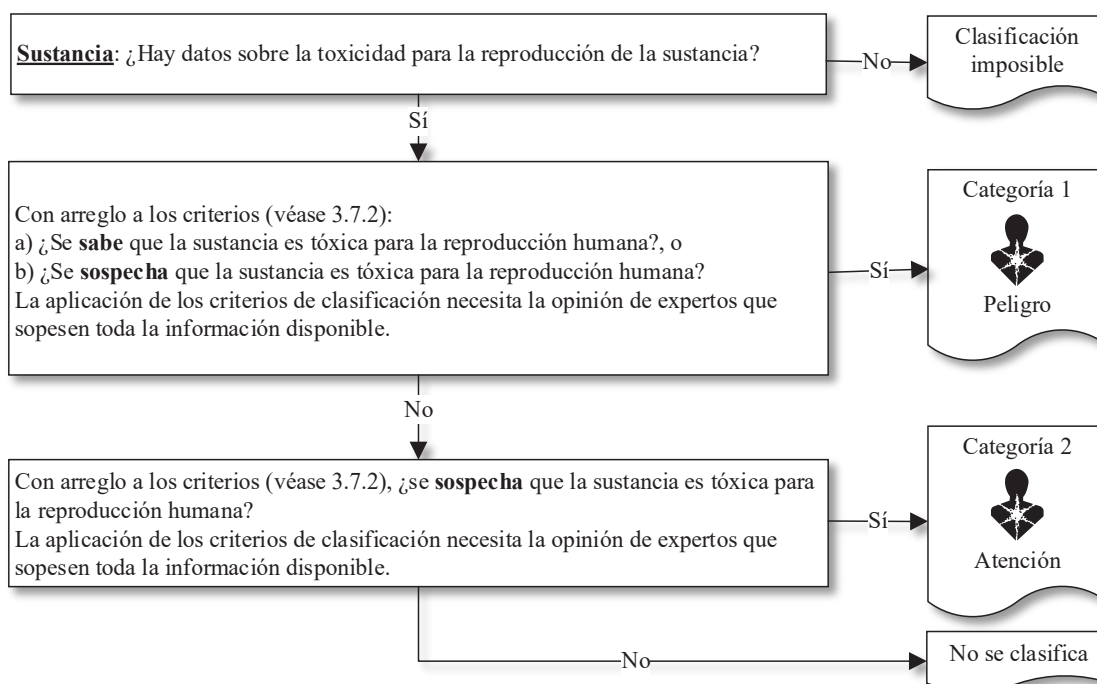 Sustancia: ¿Hay datos sobre la toxicidad para la reproducción de la sustancia?
No
Clasificación
imposible
Sí
Con arreglo a los criterios (véase 3.7.2):
a) ¿Se sabe que la sustancia es tóxica para la reproducción humana?, o
b) ¿Se sospecha que la sustancia es tóxica para la reproducción humana?
La aplicación de los criterios de clasificación necesita la opinión de expertos que
sopesen toda la información disponible.
Sí
Categoría 1
Peligro
No
Con arreglo a los criterios (véase 3.7.2), ¿se sospecha que la sustancia es tóxica para
la reproducción humana?
La aplicación de los criterios de clasificación necesita la opinión de expertos que
sopesen toda la información disponible.
Sí
Categoría 2
Atención
No
No se clasifica